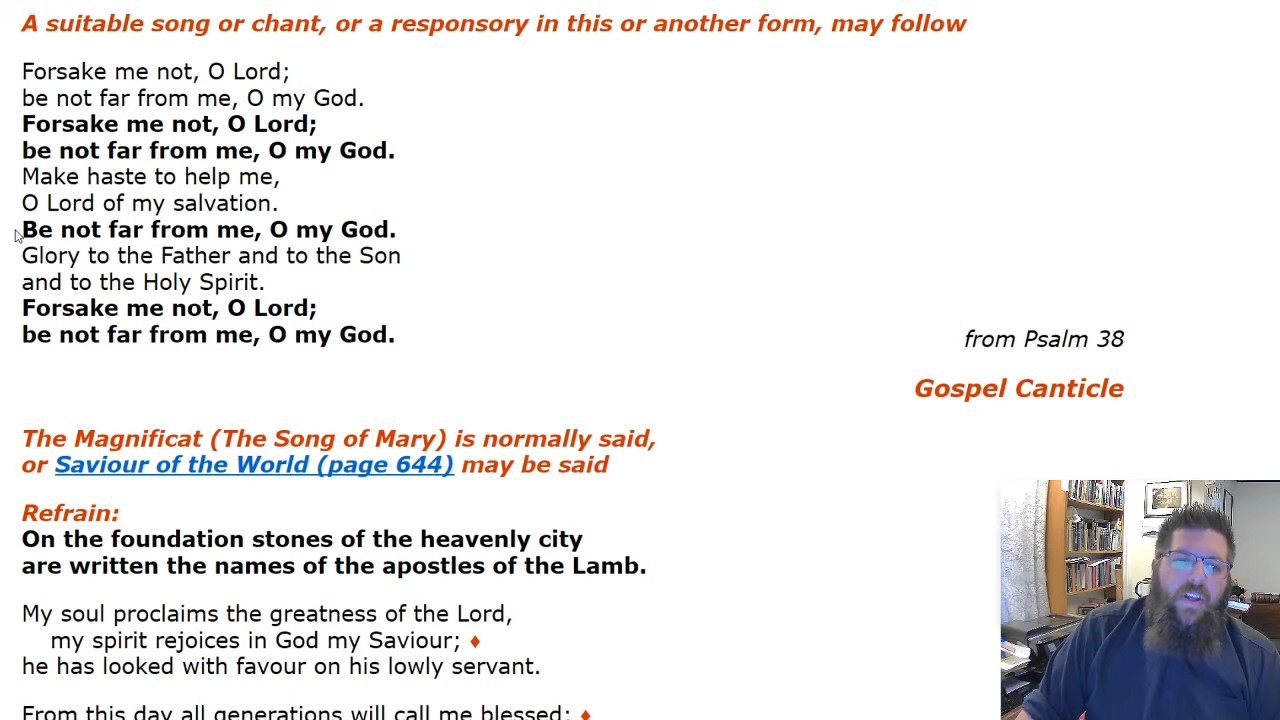 A suitable song or chant, or a responsory in this or another form, may follow
Forsake me not, O Lord;
be not far from me, O my God.
Forsake me not, O Lord;
be not far from me, O my God.
Make haste to help me,
O Lord of my salvation.
Be not far from me, O my God.
Glory to the Father and to the Son
and to the Holy Spirit.
Forsake me not, O Lord;
be not far from me, O my God.
from Psalm 38
Gospel Canticle
The Magnificat (The Song of Mary) is normally said,
or Saviour of the World (page 644) may be said
Refrain:
On the foundation stones of the heavenly city
are written the names of the apostles of the Lamb.
My soul proclaims the greatness of the Lord,
my spirit rejoices in God my Saviour; ♦
he has looked with favour on his lowly servant.
From this day all generations will call me blessed; ♦